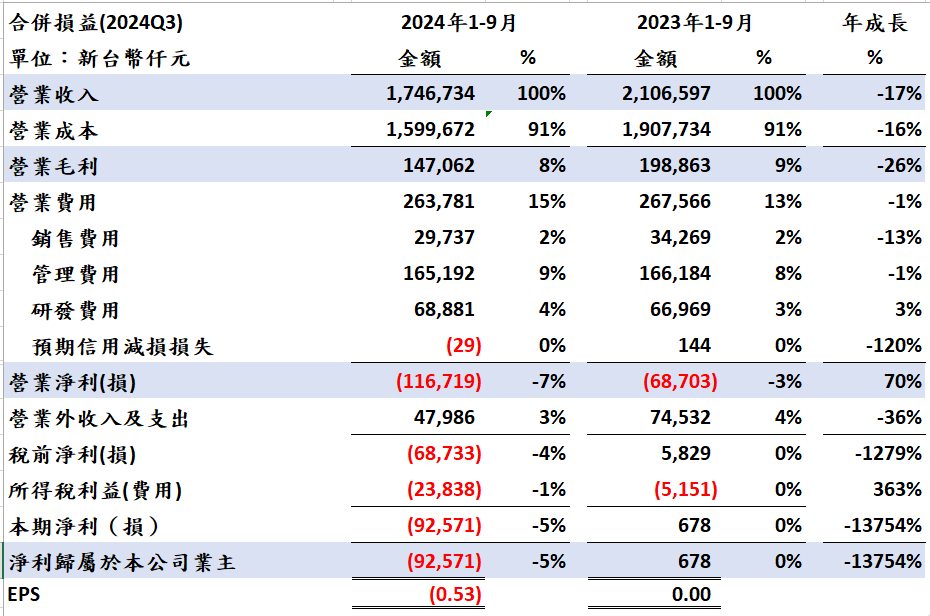 合併損益(2024Q3) 2024年1-9月 2023年1-9月 年成長
單位：新台幣仟元 金額 % 金額 % %
營業收入 1,746,734 100% 2,106,597 100% -17%
營業成本 1,599,672 91% 1,907,734 91% -16%
營業毛利 147,062 8% 198,863 9% -26%
營業費用 263,781 15% 267,566 13% -1%
銷售費用 29,737 2% 34,269 2% -13%
管理費用 165,192 9% 166,184 8% -1%
研發費用 68,881 4% 66,969 3% 3%
預期信用減損損失 (29) 0% 144 0% -120%
營業淨利(損) (116,719) -7% (68,703) -3% 70%
營業外收入及支出 47,986 3% 74,532 4% -36%
稅前淨利(損) (68,733) -4% 5,829 0% -1279%
所得稅利益(費用) (23,838) -1% (5,151) 0% 363%
本期淨利（損） (92,571) -5% 678 0% -13754%
淨利歸屬於本公司業主 (92,571) -5% 678 0% -13754%
EPS (0.53) 0.00